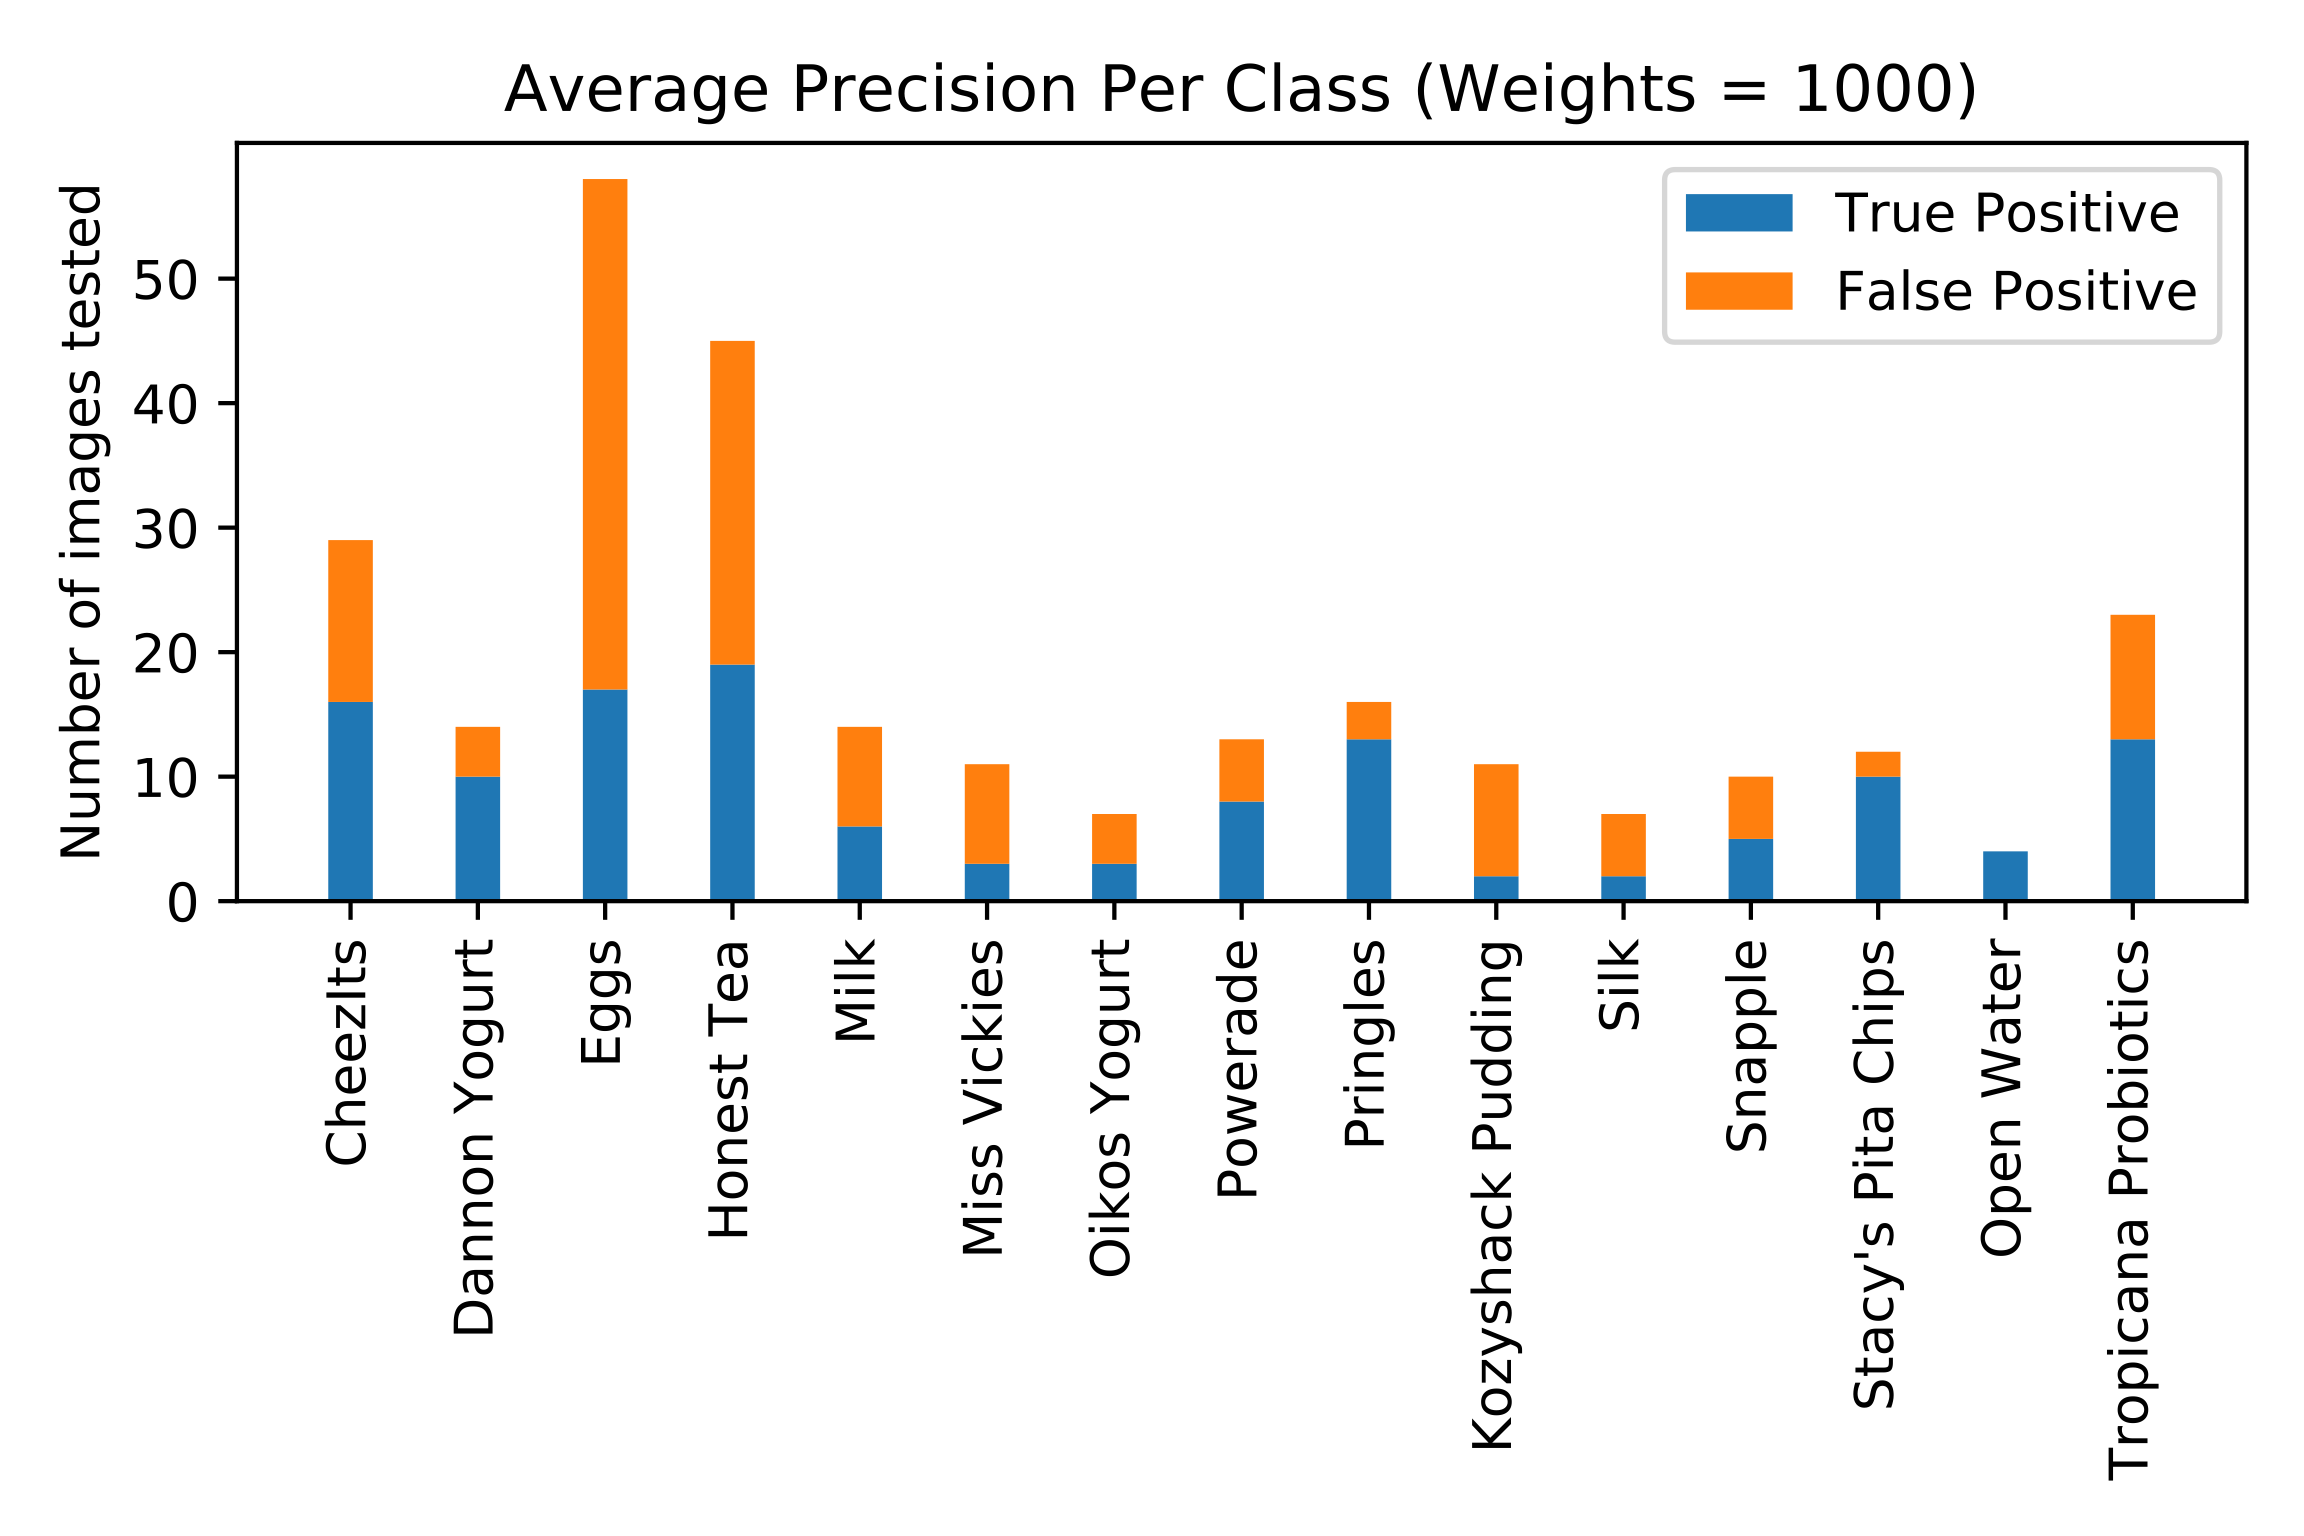 Average Precision Per Class (Weights = 1000)
True Positive
False Positive
Number of images tested
50
40
30
20
10
0
CheezIts
Dannon Yogurt
Eggs
Honest Tea
Milk
Miss Vickies
Oikos Yogurt
Powerade
Pringles
Kozyshack Pudding
Silk
Snapple
Stacy's Pita Chips
Open Water
Tropicana Probiotics